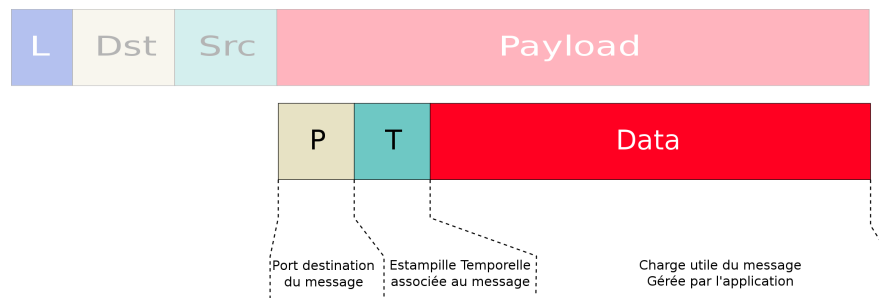 L Dst Src Payload
P T Data
Port destination Estampille Temporelle Charge utile du message
du message associée au message Gérée par l'application